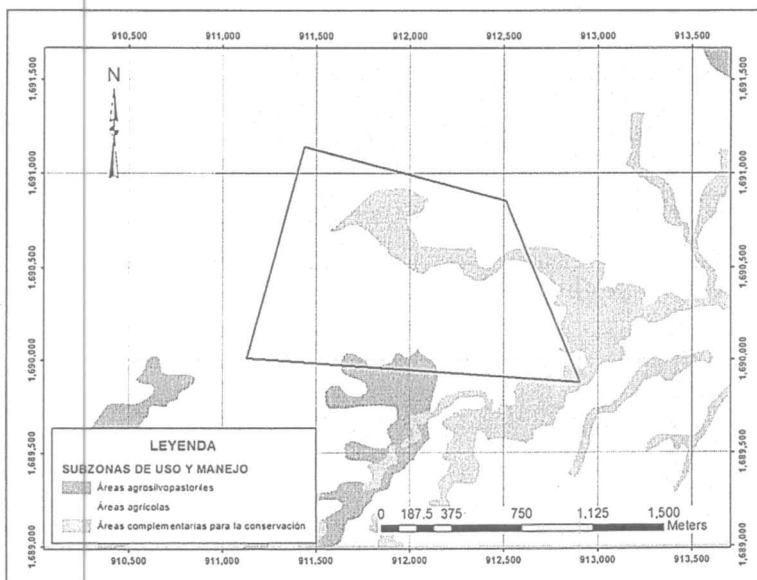 910,500 911,000 911,500 912,000 912,500 913,000 913,500
1,691,500 1,691,500
N
1,691,000 1,691,000
1,690,500 1,690,500
1,690,000 1,690,000
1,689,500 1,689,500
1,689,000 1,689,000
LEYENDA
SUBZONAS DE USO Y MANEJO
Áreas agrosilvopastoriles
Áreas agrícolas
Áreas complementarias para la conservación
0 187.5 375 750 1,125 1,500
Meters
910,500 911,000 911,500 912,000 912,500 913,000 913,500